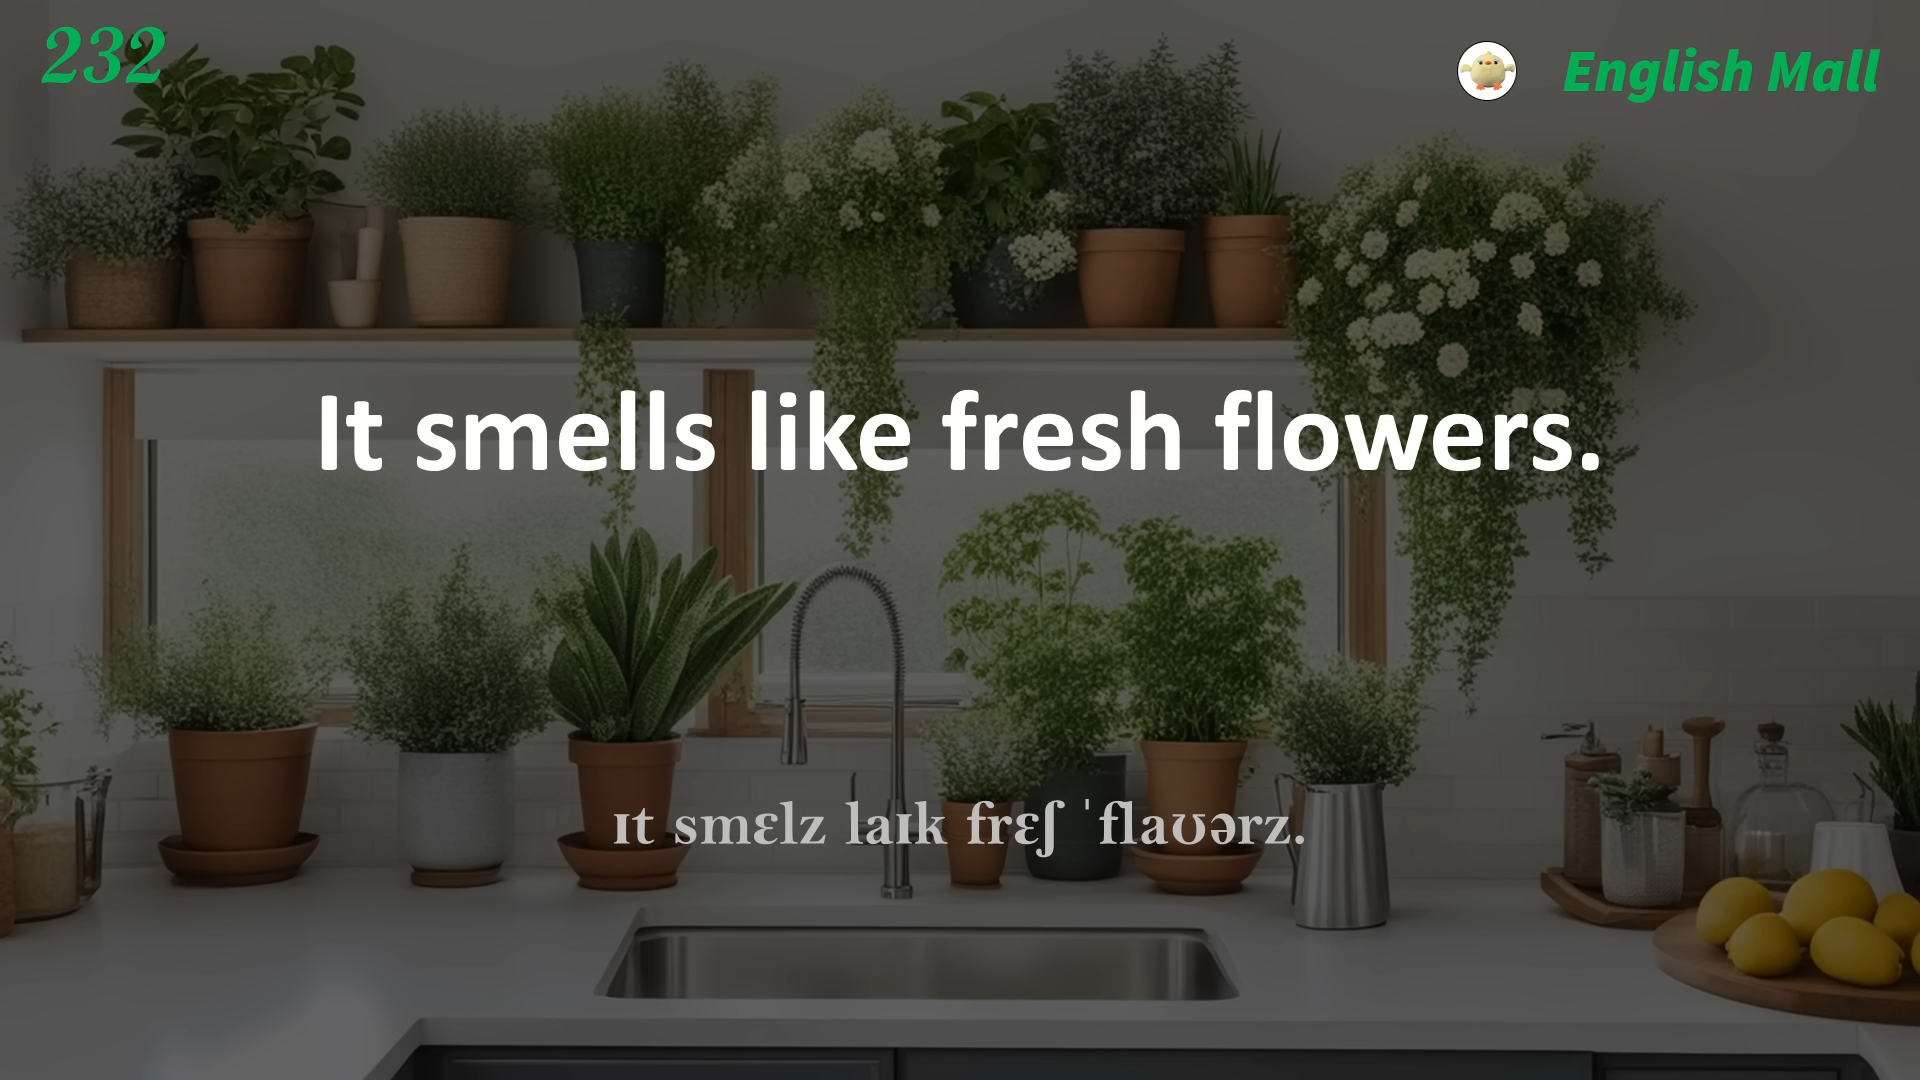 232
English Mall
It smells like fresh flowers.
ɪt smɛlz laɪk frɛʃ ˈflaʊərz.